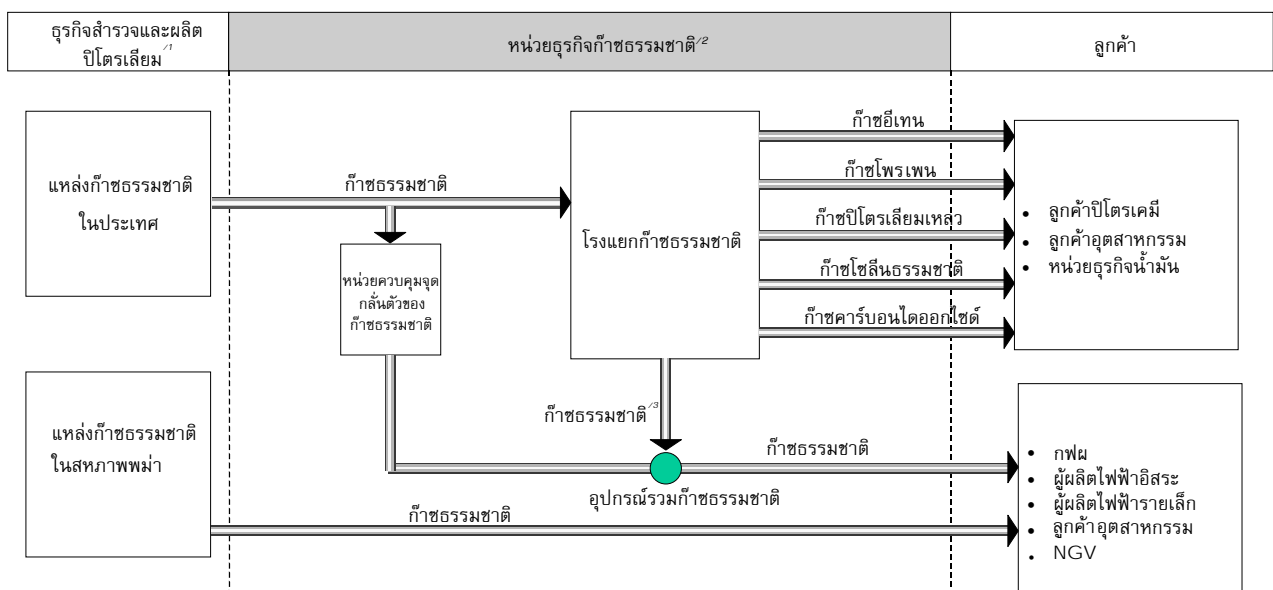 ธุรกิจสำรวจและผลิต
ปิโตรเลียม/1
หน่วยธุรกิจก๊าซธรรมชาติ/2
ลูกค้า
แหล่งก๊าซธรรมชาติ
ในประเทศ
ก๊าซธรรมชาติ
หน่วยควบคุมจุด
กลั่นตัวของ
ก๊าซธรรมชาติ
โรงแยกก๊าซธรรมชาติ
ก๊าซอีเทน
ก๊าซโพรเพน
ก๊าซปิโตรเลียมเหลว
ก๊าซโซลีนธรรมชาติ
ก๊าซคาร์บอนไดออกไซด์
• ลูกค้าปิโตรเคมี
• ลูกค้าอุตสาหกรรม
• หน่วยธุรกิจน้ำมัน
แหล่งก๊าซธรรมชาติ
ในสหภาพพม่า
ก๊าซธรรมชาติ/3
ก๊าซธรรมชาติ
อุปกรณ์รวมก๊าซธรรมชาติ
ก๊าซธรรมชาติ
• กฟผ
• ผู้ผลิตไฟฟ้าอิสระ
• ผู้ผลิตไฟฟ้ารายเล็ก
• ลูกค้าอุตสาหกรรม
• NGV